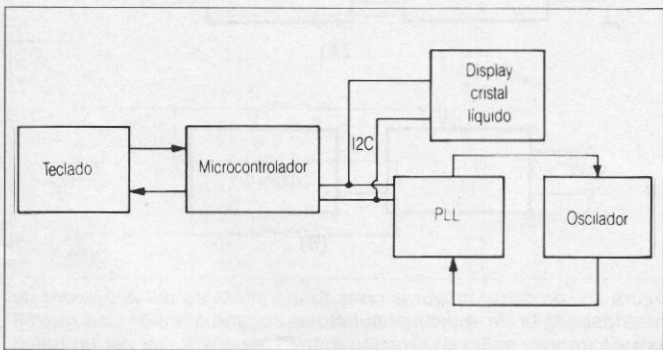 Display
cristal
líquido
I2C
Teclado
Microcontrolador
PLL
Oscilador